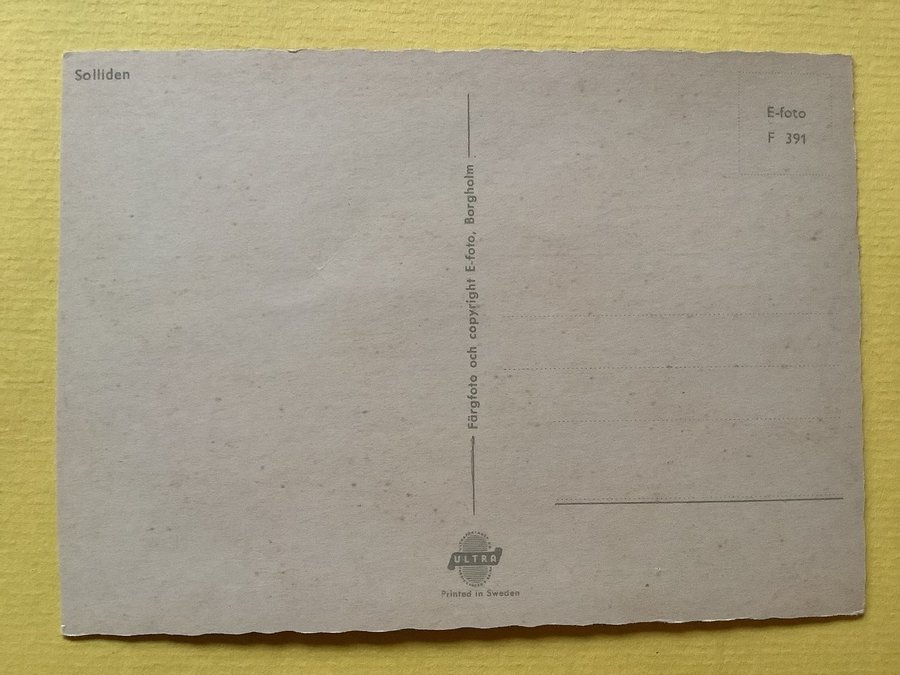 Solliden
E-foto
F 391
Färgfoto och copyright E-foto, Borgholm
ULTRA
Printed in Sweden